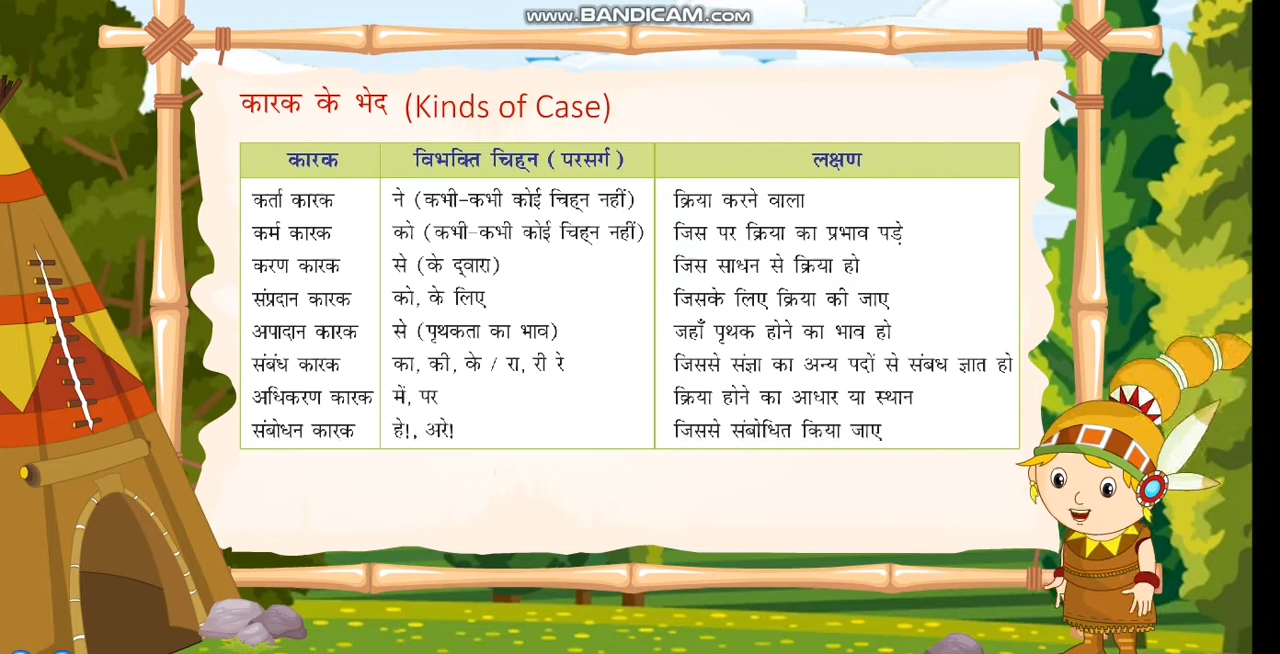 www.BANDICAM.com
कारक के भेद (Kinds of Case)
कारक विभक्ति चिह्न (परसर्ग) लक्षण
कर्ता कारक ने (कभी-कभी कोई चिह्न नहीं) क्रिया करने वाला
कर्म कारक को (कभी-कभी कोई चिह्न नहीं) जिस पर क्रिया का प्रभाव पड़े
करण कारक से (के द्वारा) जिस साधन से क्रिया हो
संप्रदान कारक को, के लिए जिसके लिए क्रिया की जाए
अपादान कारक से (पृथकता का भाव) जहाँ पृथक होने का भाव हो
संबंध कारक का, की, के / रा, री रे जिससे संज्ञा का अन्य पदों से संबध ज्ञात हो
अधिकरण कारक में, पर क्रिया होने का आधार या स्थान
संबोधन कारक हे!, अरे! जिससे संबोधित किया जाए